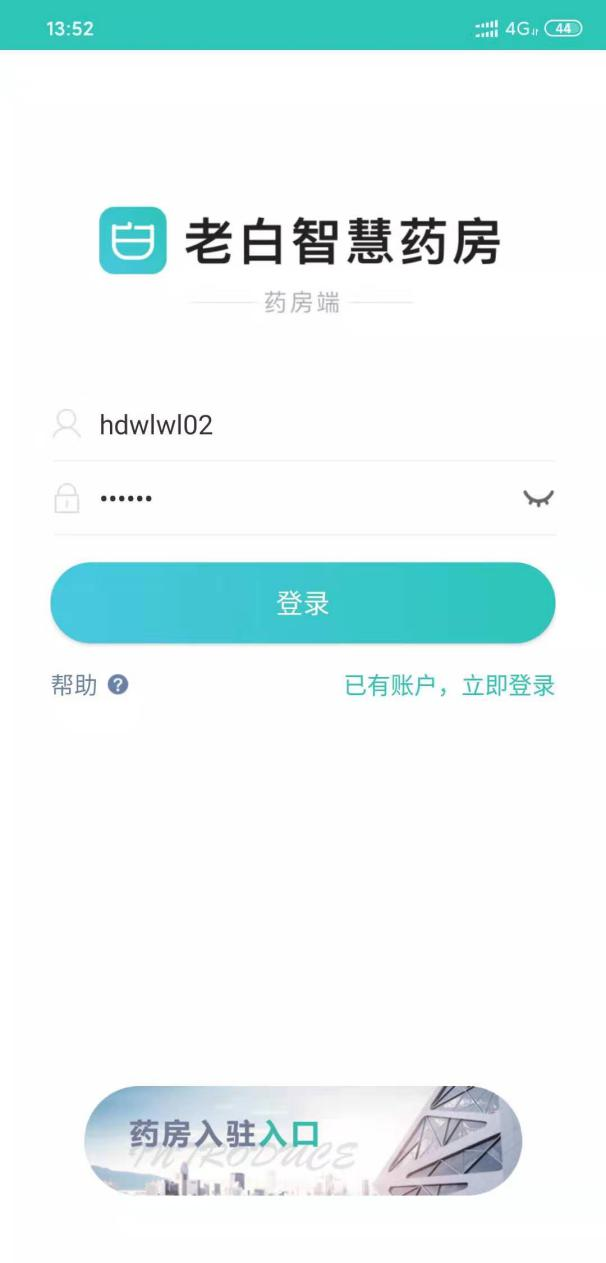 13:52
4G 44
老白智慧药房
药房端
hdwlwl02
••••••
登录
帮助 ?
已有账户，立即登录
药房入驻入口
INTRODUCE